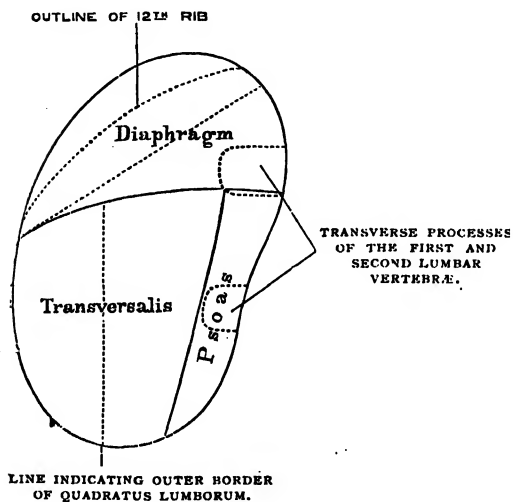 OUTLINE OF 12TH RIB
Diaphragm
TRANSVERSE PROCESSES
OF THE FIRST AND
SECOND LUMBAR
VERTEBRÆ.
Transversalis
Psoas
LINE INDICATING OUTER BORDER
OF QUADRATUS LUMBORUM.